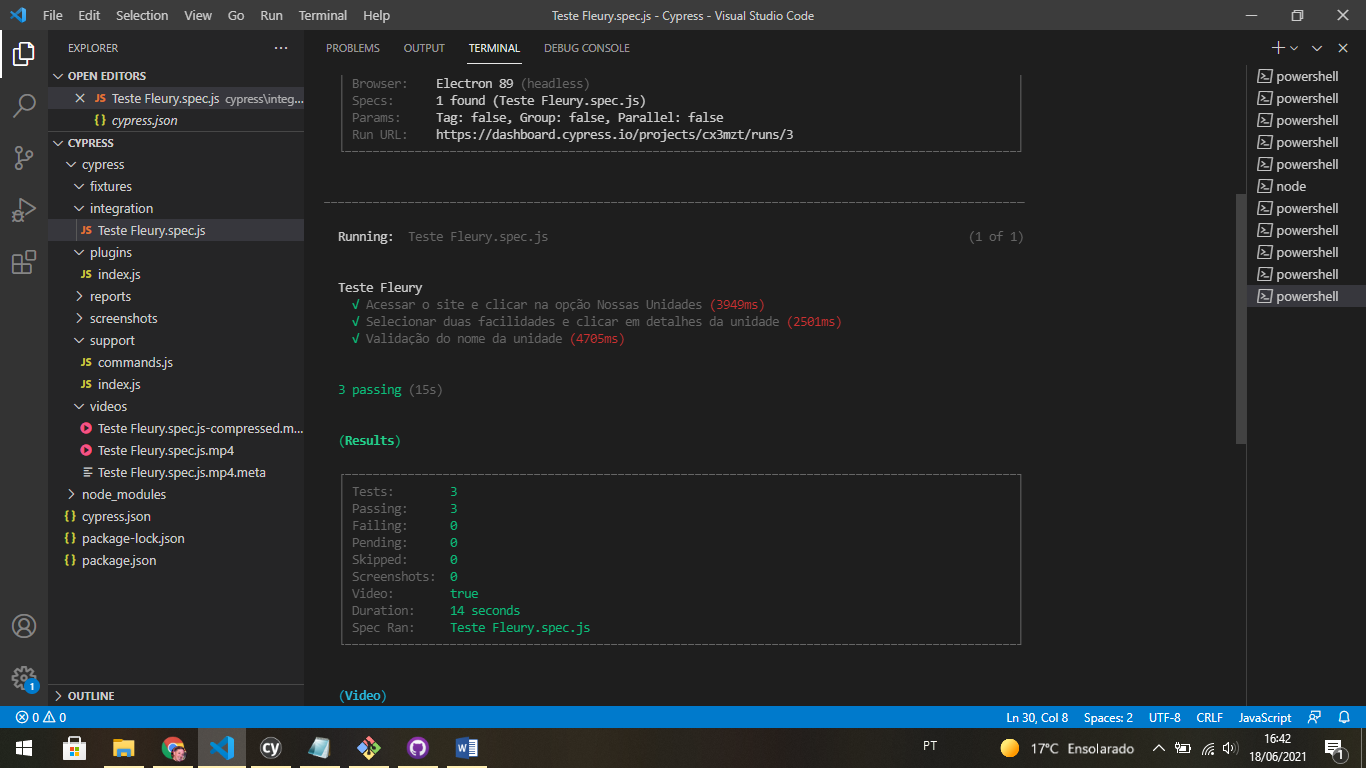 File Edit Selection View Go Run Terminal Help
Teste Fleury.spec.js - Cypress - Visual Studio Code
EXPLORER
OPEN EDITORS
JS Teste Fleury.spec.js cypress\integ...
{} cypress.json
CYPRESS
cypress
fixtures
integration
JS Teste Fleury.spec.js
plugins
JS index.js
reports
screenshots
support
JS commands.js
JS index.js
videos
Teste Fleury.spec.js-compressed.m...
Teste Fleury.spec.js.mp4
Teste Fleury.spec.js.mp4.meta
node_modules
{} cypress.json
{} package-lock.json
{} package.json
OUTLINE
PROBLEMS OUTPUT TERMINAL DEBUG CONSOLE
Browser: Electron 89 (headless)
Specs: 1 found (Teste Fleury.spec.js)
Params: Tag: false, Group: false, Parallel: false
Run URL: https://dashboard.cypress.io/projects/cx3mzt/runs/3
Running: Teste Fleury.spec.js (1 of 1)
Teste Fleury
√ Acessar o site e clicar na opção Nossas Unidades (3949ms)
√ Selecionar duas facilidades e clicar em detalhes da unidade (2501ms)
√ Validação do nome da unidade (4705ms)
3 passing (15s)
(Results)
Tests: 3
Passing: 3
Failing: 0
Pending: 0
Skipped: 0
Screenshots: 0
Video: true
Duration: 14 seconds
Spec Ran: Teste Fleury.spec.js
(Video)
powershell
powershell
powershell
powershell
powershell
node
powershell
powershell
powershell
powershell
powershell
1
0 0
Ln 30, Col 8 Spaces: 2 UTF-8 CRLF JavaScript
cy
W
PT
17°C Ensolarado
16:42
18/06/2021
1